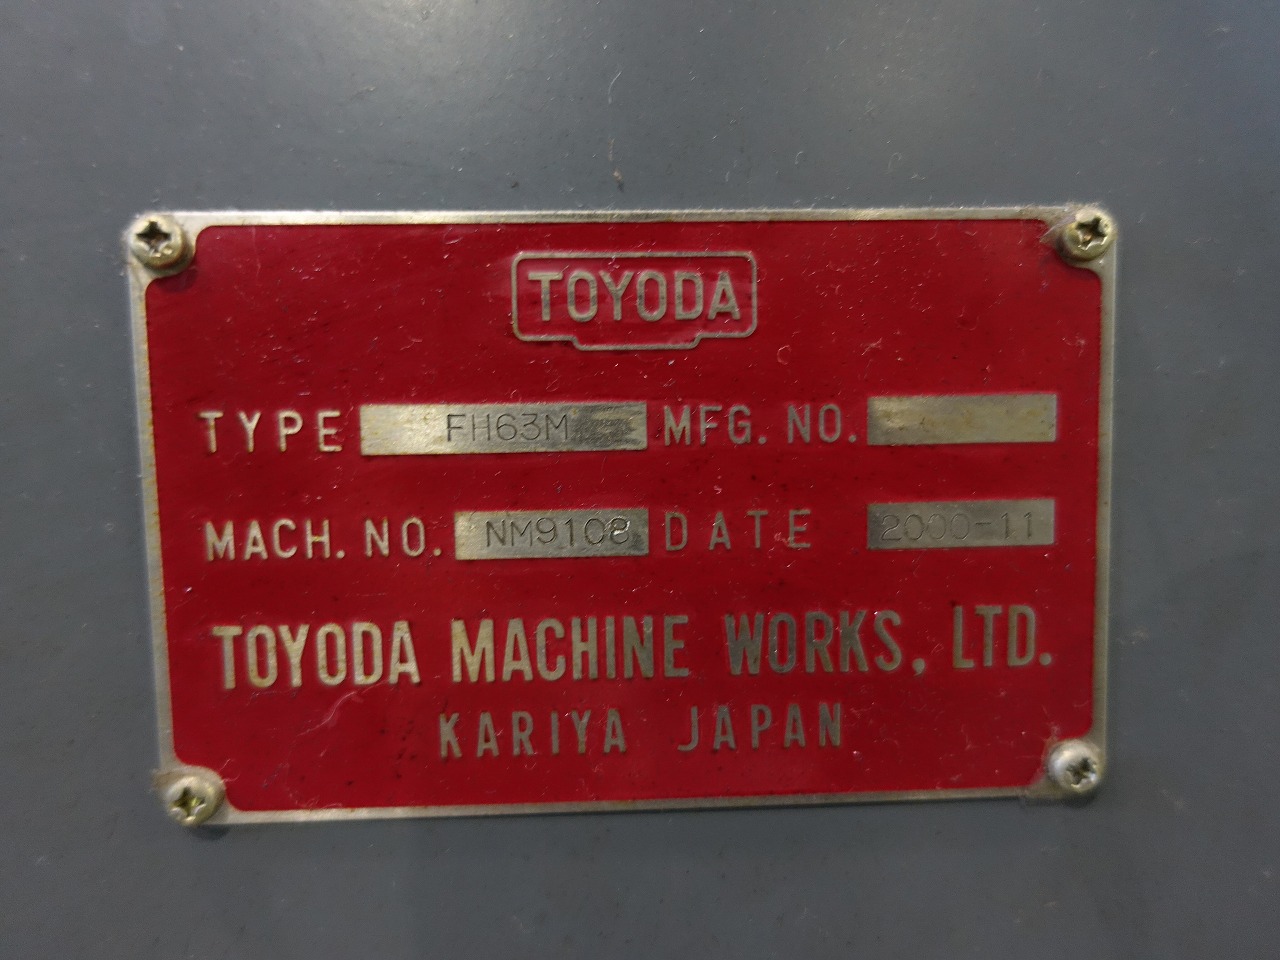 TOYODA
TYPE FH63M MFG. NO.
MACH. NO. NM9108 DATE 2000-11
TOYODA MACHINE WORKS, LTD.
KARIYA JAPAN